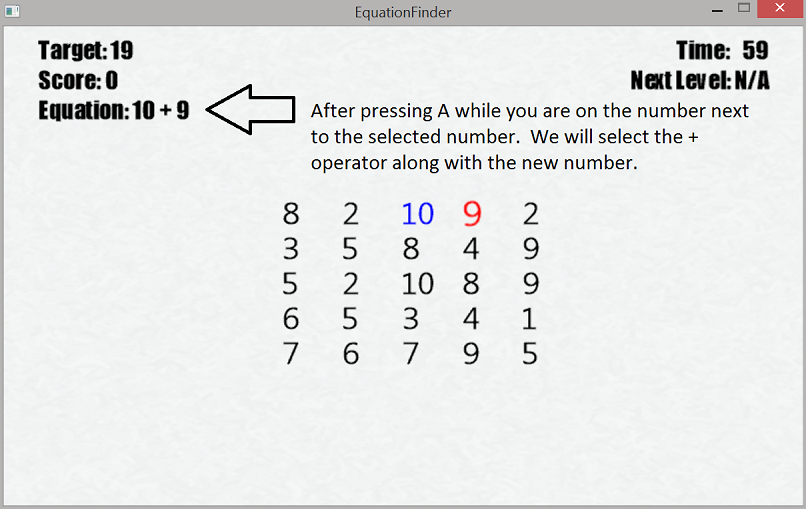 EquationFinder
Target: 19
Time: 59
Score: 0
Next Level: N/A
Equation: 10 + 9
After pressing A while you are on the number next
to the selected number. We will select the +
operator along with the new number.
8 2 10 9 2
3 5 8 4 9
5 2 10 8 9
6 5 3 4 1
7 6 7 9 5